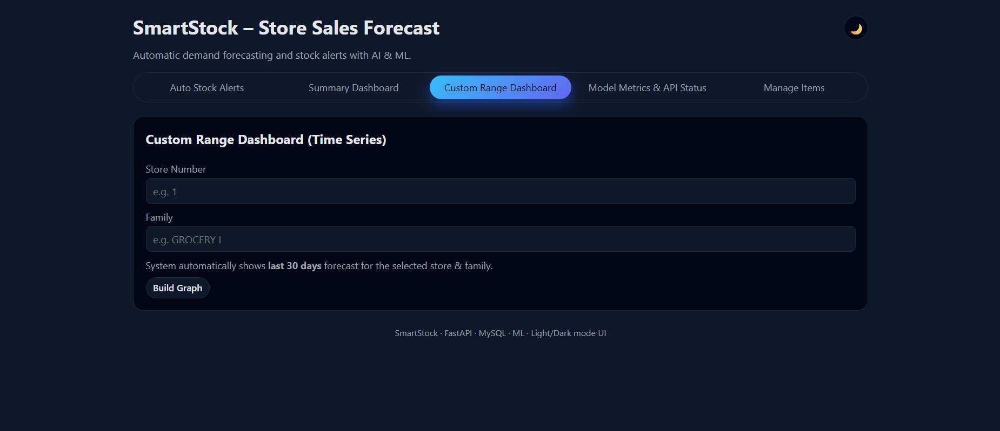 SmartStock – Store Sales Forecast
Automatic demand forecasting and stock alerts with AI & ML.
Auto Stock Alerts
Summary Dashboard
Custom Range Dashboard
Model Metrics & API Status
Manage Items
Custom Range Dashboard (Time Series)
Store Number
e.g. 1
Family
e.g. GROCERY I
System automatically shows last 30 days forecast for the selected store & family.
Build Graph
SmartStock · FastAPI · MySQL · ML · Light/Dark mode UI